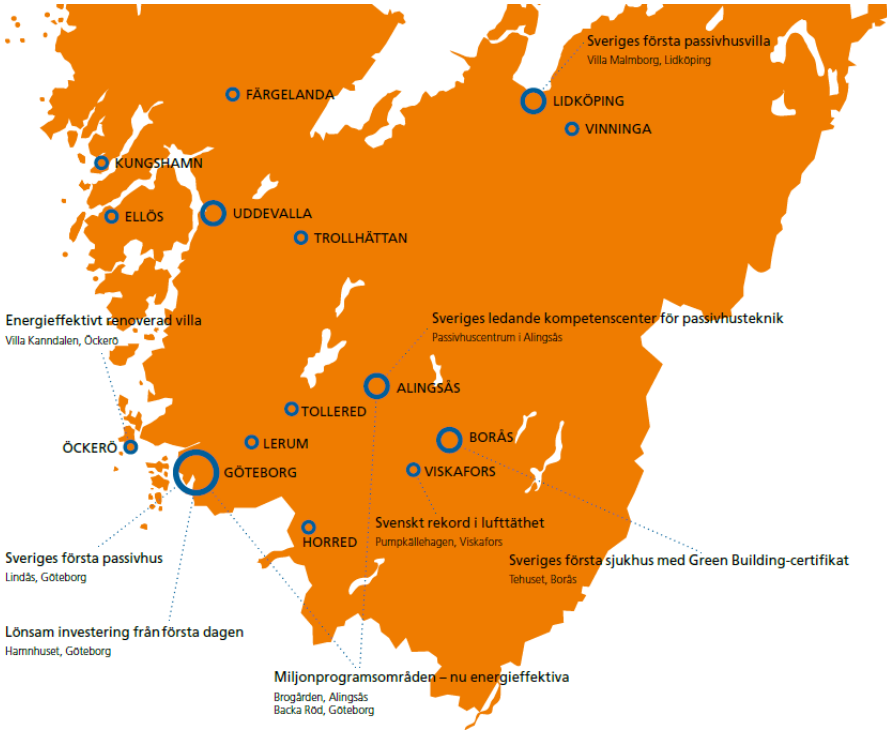 Sveriges första passivhusvilla
Villa Malmborg, Lidköping
FÄRGELANDA
LIDKÖPING
VINNINGA
KUNGSHAMN
ELLÖS
UDDEVALLA
TROLLHÄTTAN
Energieffektivt renoverad villa
Villa Kanndalen, Öckerö
Sveriges ledande kompetenscenter för passivhusteknik
Passivhuscentrum i Alingsås
ALINGSÅS
TOLLERED
LERUM
BORÅS
ÖCKERÖ
GÖTEBORG
VISKAFORS
Svenskt rekord i lufttäthet
Pumpkällehagen, Viskafors
HORRED
Sveriges första passivhus
Lindås, Göteborg
Sveriges första sjukhus med Green Building-certifikat
Tehuset, Borås
Lönsam investering från första dagen
Hamnhuset, Göteborg
Miljonprogramsområden – nu energieffektiva
Brogården, Alingsås
Backa Röd, Göteborg